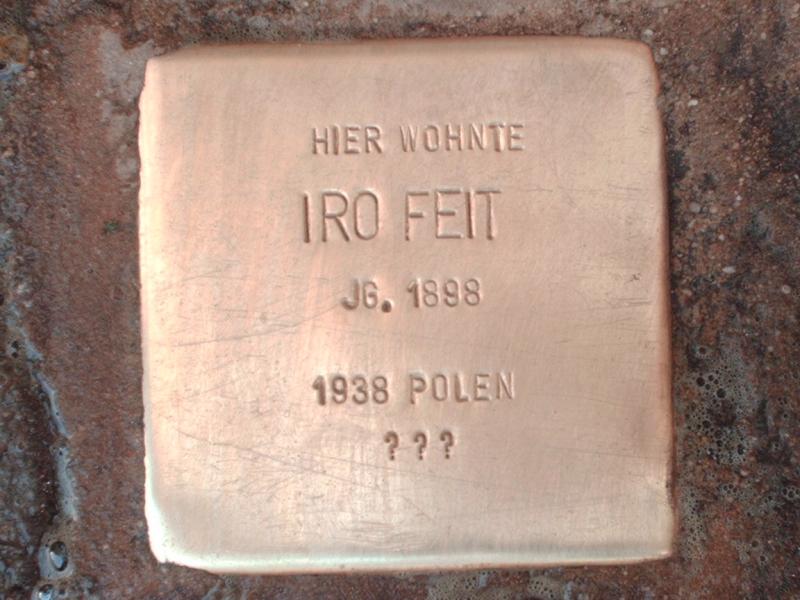 HIER WOHNTE
IRO FEIT
JG. 1898
1938 POLEN
???